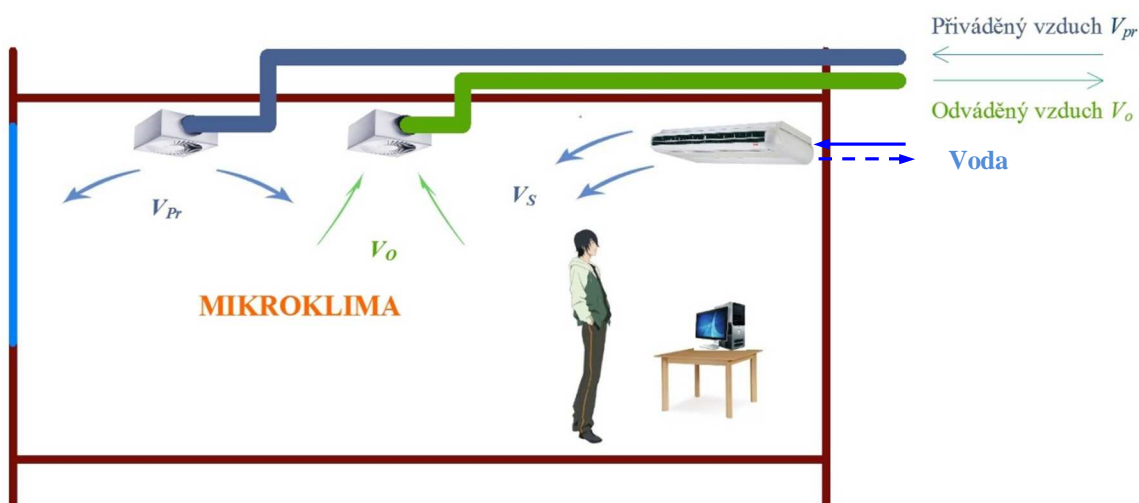 Přiváděný vzduch Vpr
Odváděný vzduch Vo
Voda
VPr
VS
VO
MIKROKLIMA